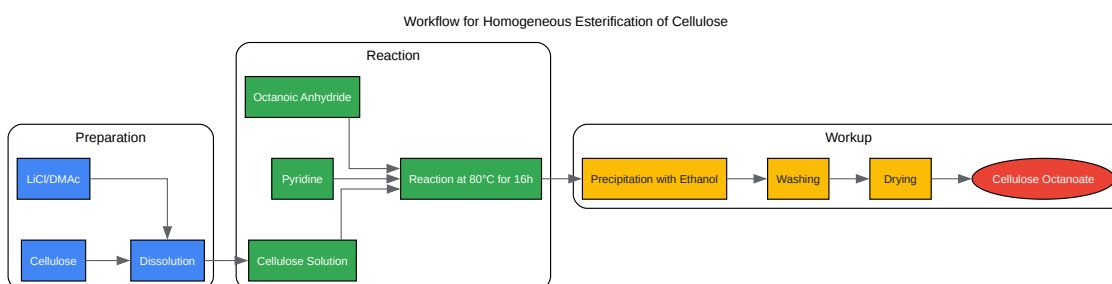 Workflow for Homogeneous Esterification of Cellulose
Preparation
LiCl/DMAc
Cellulose
Dissolution
Reaction
Octanoic Anhydride
Pyridine
Cellulose Solution
Reaction at 80°C for 16h
Workup
Precipitation with Ethanol
Washing
Drying
Cellulose Octanoate